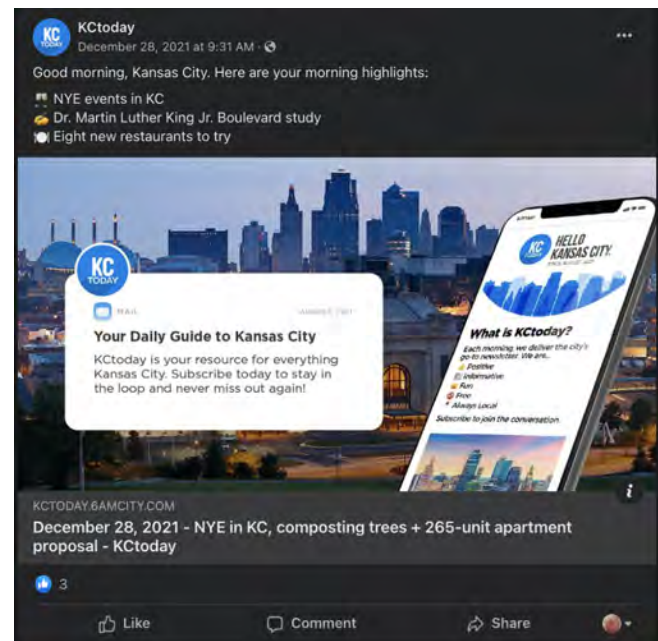 KC
TODAY
KCtoday
December 28, 2021 at 9:31 AM ·
Good morning, Kansas City. Here are your morning highlights:
NYE events in KC
Dr. Martin Luther King Jr. Boulevard study
Eight new restaurants to try
KC
TODAY
MAIL
Your Daily Guide to Kansas City
KCtoday is your resource for everything
Kansas City. Subscribe today to stay in
the loop and never miss out again!
KC
TODAY
HELLO
KANSAS CITY.
What is KCtoday?
Each morning, we deliver the city's
go-to newsletter. We are...
Positive
Informative
Fun
Free
Always Local
Subscribe to join the conversation.
i
KCTODAY.6AMCITY.COM
December 28, 2021 - NYE in KC, composting trees + 265-unit apartment
proposal - KCtoday
3
Like
Comment
Share